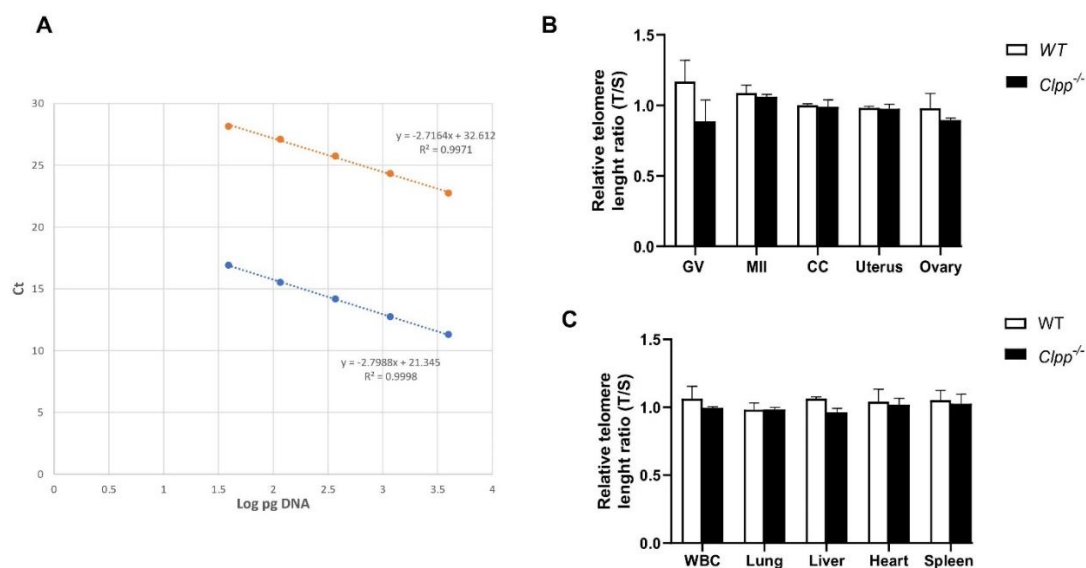 A
30
25
20
15
10
5
0
Ct
y = -2.7164x + 32.612
R² = 0.9971
y = -2.7988x + 21.345
R² = 0.9998
0 0.5 1 1.5 2 2.5 3 3.5 4
Log pg DNA
B
Relative telomere
lenght ratio (T/S)
1.5
1.0
0.5
0.0
GV MII CC Uterus Ovary
WT
Clpp-/-
C
Relative telomere
lenght ratio (T/S)
1.5
1.0
0.5
0.0
WBC Lung Liver Heart Spleen
WT
Clpp-/-